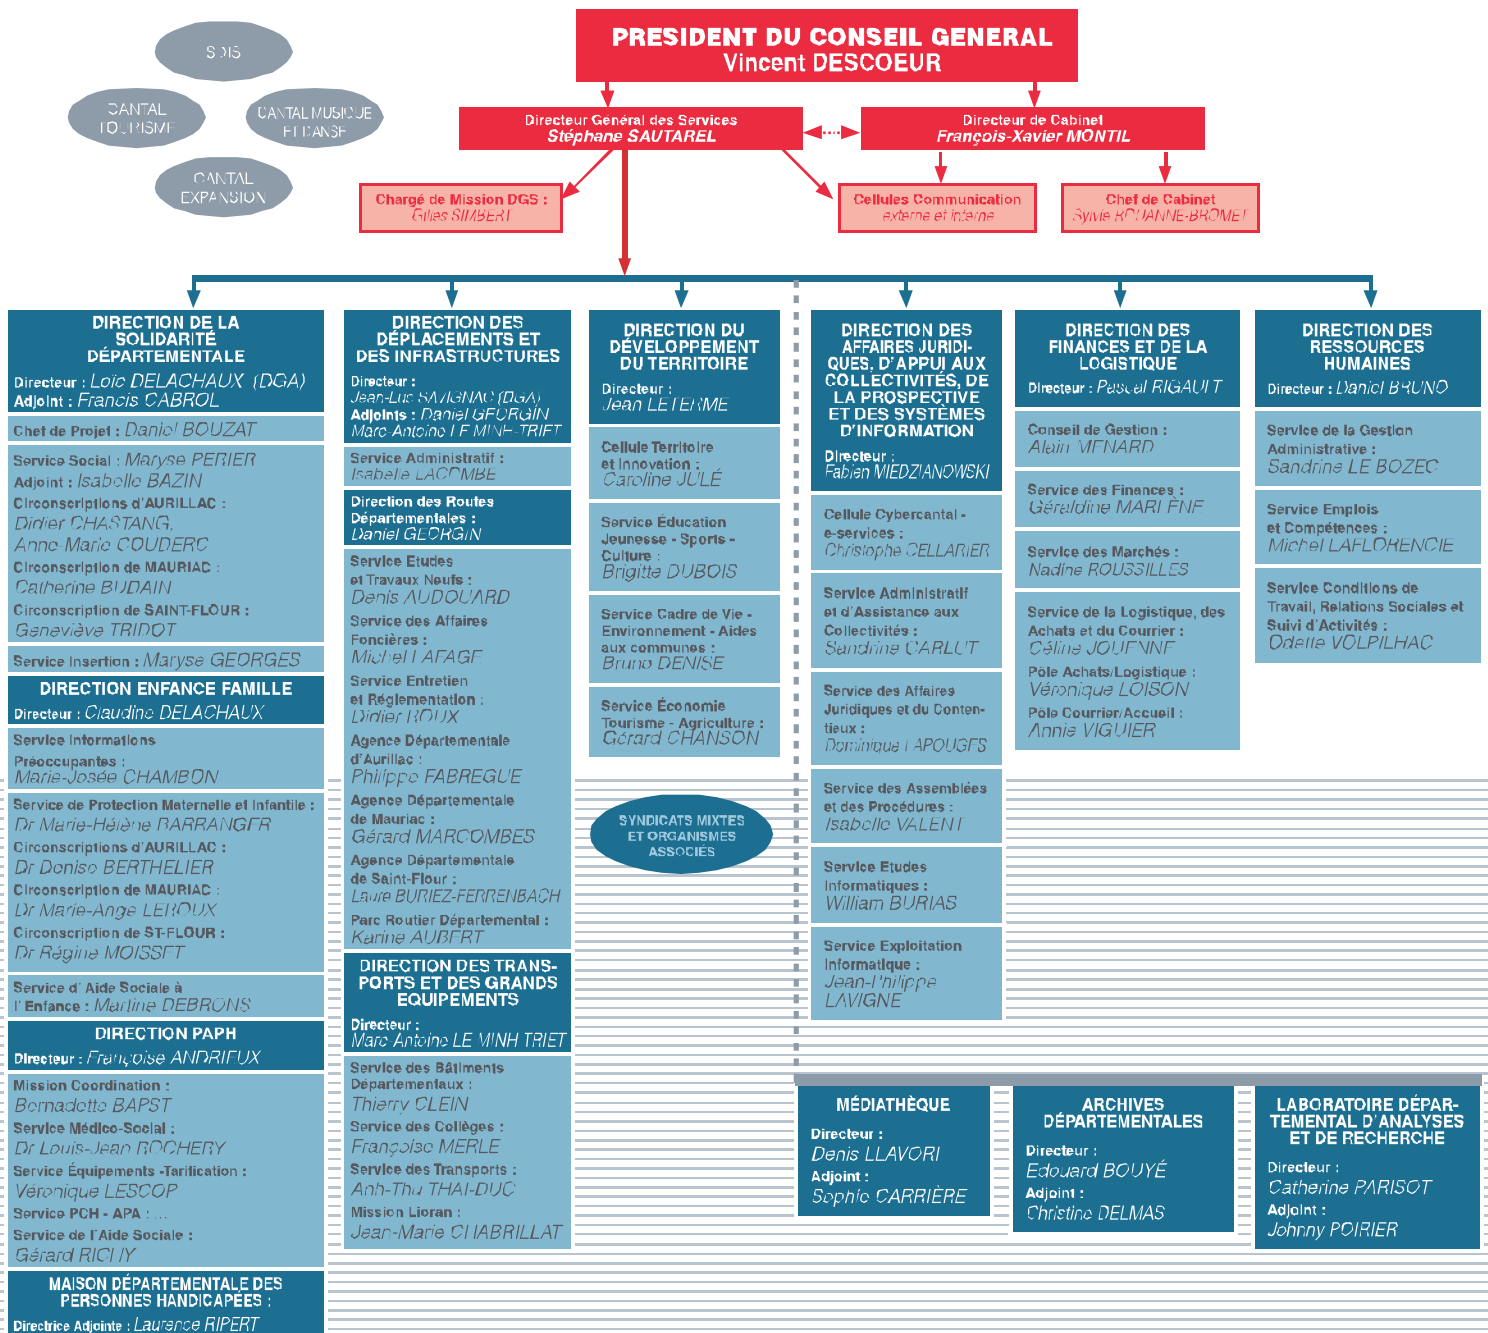 PRESIDENT DU CONSEIL GENERAL
Vincent DESCOEUR
SDIS
CANTAL
TOURISME
CANTAL MUSIQUE
ET DANSE
CANTAL
EXPANSION
Directeur Général des Services
Stéphane SAUTAREL
Directeur de Cabinet
François-Xavier MONTIL
Chargé de Mission DGS :
Gilles SIMBERT
Cellules Communication
externe et interne
Chef de Cabinet
Sylvie ROUANNE-BROMET
DIRECTION DE LA
SOLIDARITÉ
DÉPARTEMENTALE
Directeur : Loïc DELACHAUX (DGA)
Adjoint : Francis CABROL
Chef de Projet : Daniel BOUZAT
Service Social : Maryse PERIER
Adjoint : Isabelle BAZIN
Circonscriptions d'AURILLAC :
Didier CHASTANG,
Anne-Marie COUDERC
Circonscription de MAURIAC :
Catherine BUDAIN
Circonscription de SAINT-FLOUR :
Geneviève TRIDOT
Service Insertion : Maryse GEORGES
DIRECTION ENFANCE FAMILLE
Directeur : Claudine DELACHAUX
Service Informations
Préoccupantes :
Marie-Josée CHAMBON
Service de Protection Maternelle et Infantile :
Dr Marie-Hélène BARRANGER
Circonscriptions d'AURILLAC :
Dr Denise BERTHELIER
Circonscription de MAURIAC :
Dr Marie-Ange LEROUX
Circonscription de ST-FLOUR :
Dr Régine MOISSET
Service d' Aide Sociale à
l' Enfance : Martine DEBRONS
DIRECTION PAPH
Directeur : Françoise ANDRIEUX
Mission Coordination :
Bernadette BAPST
Service Médico-Social :
Dr Louis-Jean ROCHERY
Service Équipements -Tarification :
Véronique LESCOP
Service PCH - APA : ...
Service de l'Aide Sociale :
Gérard RICHY
MAISON DÉPARTEMENTALE DES
PERSONNES HANDICAPÉES :
Directrice Adjointe : Laurence RIPERT
DIRECTION DES
DÉPLACEMENTS ET
DES INFRASTRUCTURES
Directeur :
Jean-Luc SAVIGNAC (DGA)
Adjoints : Daniel GEORGIN
Marc-Antoine LE MINH-TRIET
Service Administratif :
Isabelle LACOMBE
Direction des Routes
Départementales :
Daniel GEORGIN
Service Etudes
et Travaux Neufs :
Denis AUDOUARD
Service des Affaires
Foncières :
Michel LAFAGE
Service Entretien
et Réglementation :
Didier ROUX
Agence Départementale
d'Aurillac :
Philippe FABREGUE
Agence Départementale
de Mauriac :
Gérard MARCOMBES
Agence Départementale
de Saint-Flour :
Laure BURIEZ-FERRENBACH
Parc Routier Départemental :
Karine AUBERT
DIRECTION DES TRANS-
PORTS ET DES GRANDS
EQUIPEMENTS
Directeur :
Marc-Antoine LE MINH TRIET
Service des Bâtiments
Départementaux :
Thierry CLEIN
Service des Collèges :
Françoise MERLE
Service des Transports :
Anh-Thu THAI-DUC
Mission Lioran :
Jean-Marie CHABRILLAT
DIRECTION DU
DÉVELOPPEMENT
DU TERRITOIRE
Directeur :
Jean LETERME
Cellule Territoire
et Innovation :
Caroline JULÉ
Service Éducation
Jeunesse - Sports -
Culture :
Brigitte DUBOIS
Service Cadre de Vie -
Environnement - Aides
aux communes :
Bruno DENISE
Service Économie
Tourisme - Agriculture :
Gérard CHANSON
SYNDICATS MIXTES
ET ORGANISMES
ASSOCIÉS
DIRECTION DES
AFFAIRES JURIDI-
QUES, D'APPUI AUX
COLLECTIVITÉS, DE
LA PROSPECTIVE
ET DES SYSTÈMES
D'INFORMATION
Directeur :
Fabien MIEDZIANOWSKI
Cellule Cybercantal -
e-services :
Christophe CELLARIER
Service Administratif
et d'Assistance aux
Collectivités :
Sandrine CARLUT
Service des Affaires
Juridiques et du Conten-
tieux :
Dominique LAPOUGES
Service des Assemblées
et des Procédures :
Isabelle VALENT
Service Etudes
Informatiques :
William BURIAS
Service Exploitation
Informatique :
Jean-Philippe
LAVIGNE
DIRECTION DES
FINANCES ET DE LA
LOGISTIQUE
Directeur : Pascal RIGAULT
Conseil de Gestion :
Alain MENARD
Service des Finances :
Géraldine MARLÈNE
Service des Marchés :
Nadine ROUSSILLES
Service de la Logistique, des
Achats et du Courrier :
Céline JOUENNE
Pôle Achats/Logistique :
Véronique LOISON
Pôle Courrier/Accueil :
Annie VIGUIER
DIRECTION DES
RESSOURCES
HUMAINES
Directeur : Daniel BRUNO
Service de la Gestion
Administrative :
Sandrine LE BOZEC
Service Emplois
et Compétences :
Michel LAFLORENCIE
Service Conditions de
Travail, Relations Sociales et
Suivi d'Activités :
Odette VOLPILHAC
MÉDIATHÈQUE
Directeur :
Denis LLAVORI
Adjoint :
Sophie CARRIÈRE
ARCHIVES
DÉPARTEMENTALES
Directeur :
Edouard BOUYÉ
Adjoint :
Christine DELMAS
LABORATOIRE DÉPAR-
TEMENTAL D'ANALYSES
ET DE RECHERCHE
Directeur :
Catherine PARISOT
Adjoint :
Johnny POIRIER